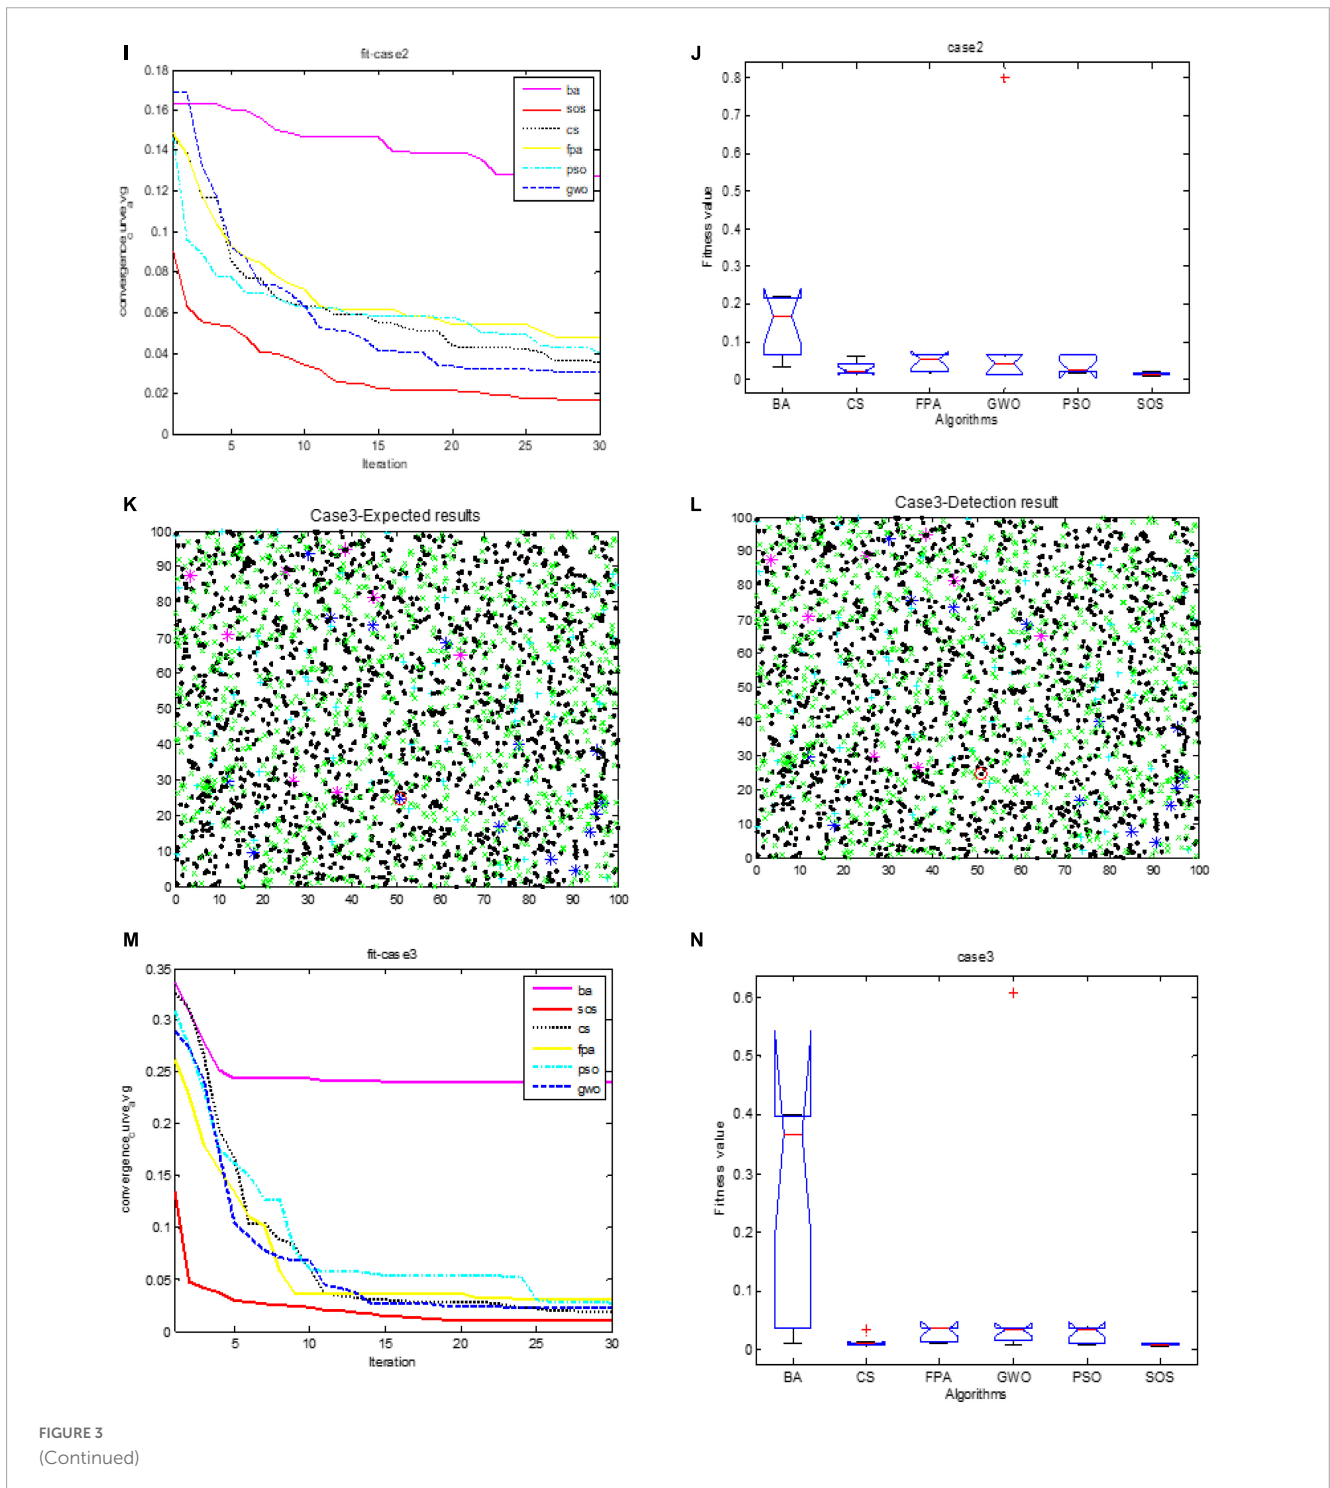 I
fit-case2
0.18
0.16
0.14
0.12
0.1
0.08
0.06
0.04
0.02
0
convergence_curve_avg
5
10
15
20
25
30
Iteration
ba
sos
cs
fpa
pso
gwo
J
case2
0.8
0.7
0.6
0.5
0.4
0.3
0.2
0.1
0
Fitness value
BA
CS
FPA
GWO
PSO
SOS
Algorithms
K
Case3-Expected results
100
90
80
70
60
50
40
30
20
10
0
0
10
20
30
40
50
60
70
80
90
100
L
Case3-Detection result
100
90
80
70
60
50
40
30
20
10
0
0
10
20
30
40
50
60
70
80
90
100
M
fit-case3
0.35
0.3
0.25
0.2
0.15
0.1
0.05
0
convergence_curve_avg
5
10
15
20
25
30
Iteration
ba
sos
cs
fpa
pso
gwo
N
case3
0.6
0.5
0.4
0.3
0.2
0.1
0
Fitness value
BA
CS
FPA
GWO
PSO
SOS
Algorithms
FIGURE 3
(Continued)